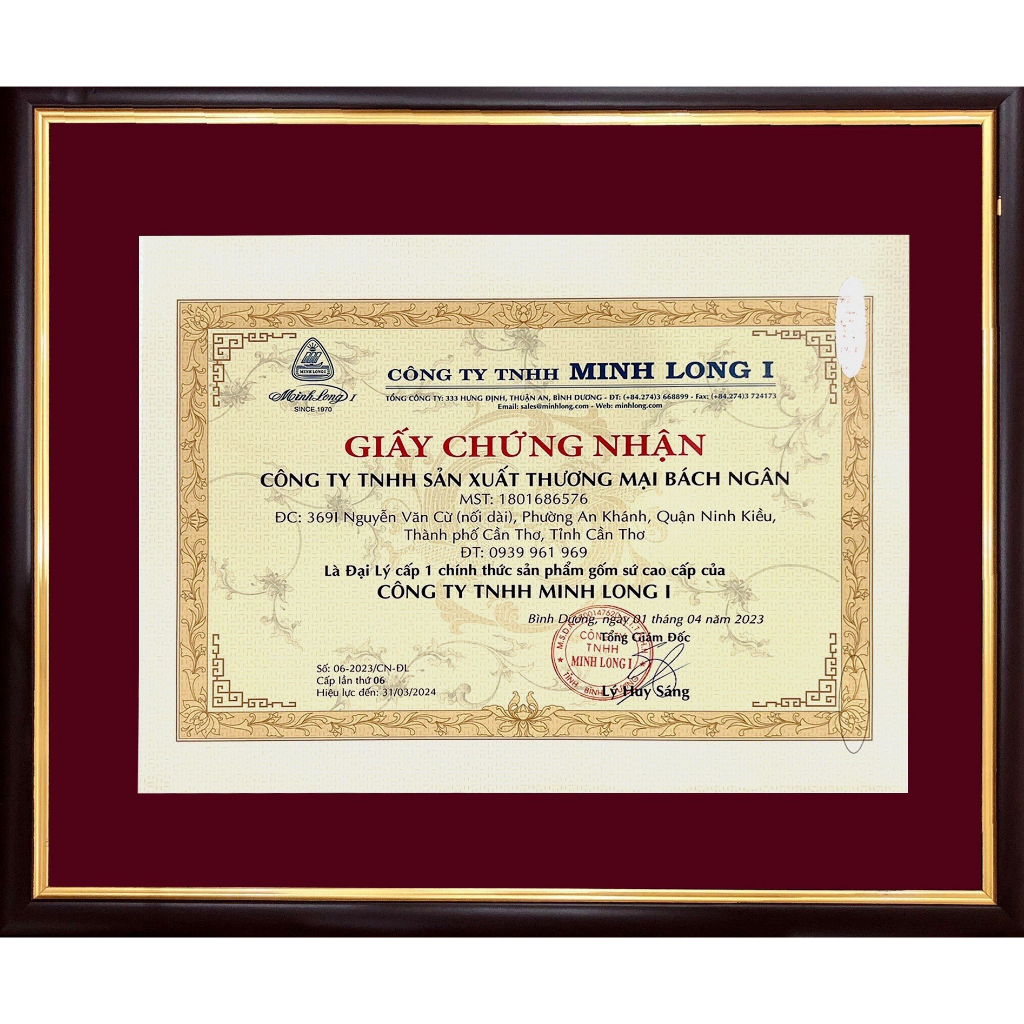 MINH LONG I
Minh Long I
SINCE.1970
CÔNG TY TNHH MINH LONG I
TỔNG CÔNG TY: 333 HƯNG ĐỊNH, THUẬN AN, BÌNH DƯƠNG - ĐT: (+84.274)3 668899 - Fax: (+84.274)3 724173
Email: sales@minhlong.com - Web: minhlong.com
GIẤY CHỨNG NHẬN
CÔNG TY TNHH SẢN XUẤT THƯƠNG MẠI BÁCH NGÂN
MST: 1801686576
ĐC: 369I Nguyễn Văn Cừ (nối dài), Phường An Khánh, Quận Ninh Kiều,
Thành phố Cần Thơ, Tỉnh Cần Thơ
ĐT: 0939 961 969
Là Đại Lý cấp 1 chính thức sản phẩm gốm sứ cao cấp của
CÔNG TY TNHH MINH LONG I
Bình Dương, ngày 01 tháng 04 năm 2023
Tổng Giám Đốc
TNHH
MINH LONG I
Lý Huy Sáng
Số: 06-2023/CN-ĐL
Cấp lần thứ 06
Hiệu lực đến: 31/03/2024